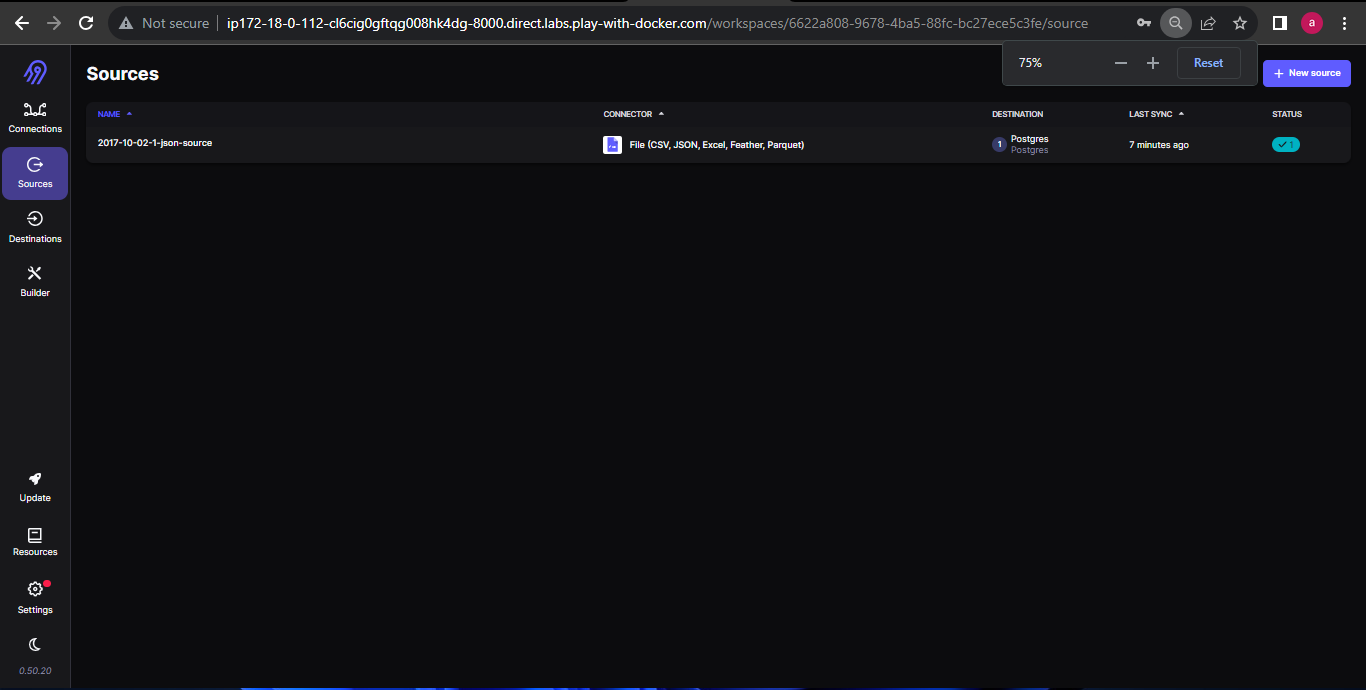 Not secure
ip172-18-0-112-cl6cig0gftqg008hk4dg-8000.direct.labs.play-with-docker.com/workspaces/6622a808-9678-4ba5-88fc-bc27ece5c3fe/source
a
75%
Reset
Sources
New source
NAME CONNECTOR DESTINATION LAST SYNC STATUS
2017-10-02-1-json-source File (CSV, JSON, Excel, Feather, Parquet) 1 Postgres 7 minutes ago 1
Postgres
Connections
Sources
Destinations
Builder
Update
Resources
Settings
0.50.20